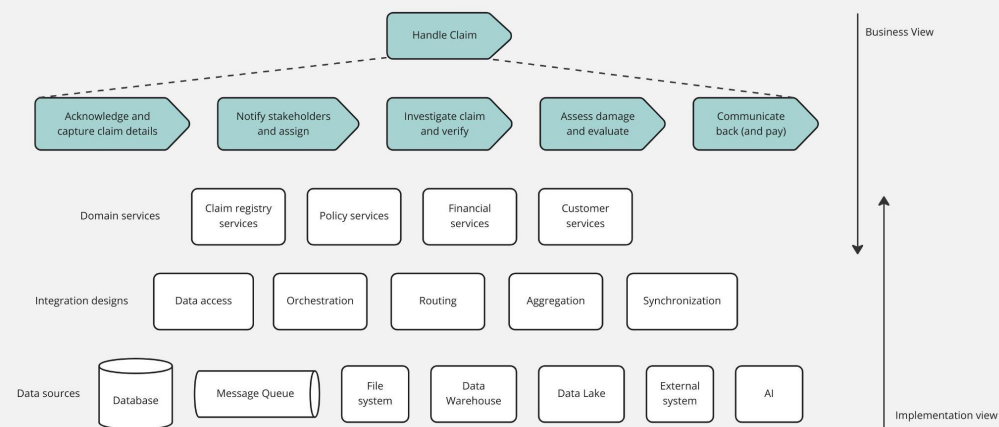 Handle Claim
Business View
Acknowledge and
capture claim details
Notify stakeholders
and assign
Investigate claim
and verify
Assess damage
and evaluate
Communicate
back (and pay)
Domain services
Claim registry
services
Policy services
Financial
services
Customer
services
Integration designs
Data access
Orchestration
Routing
Aggregation
Synchronization
Data sources
Database
Message Queue
File
system
Data
Warehouse
Data Lake
External
system
AI
Implementation view